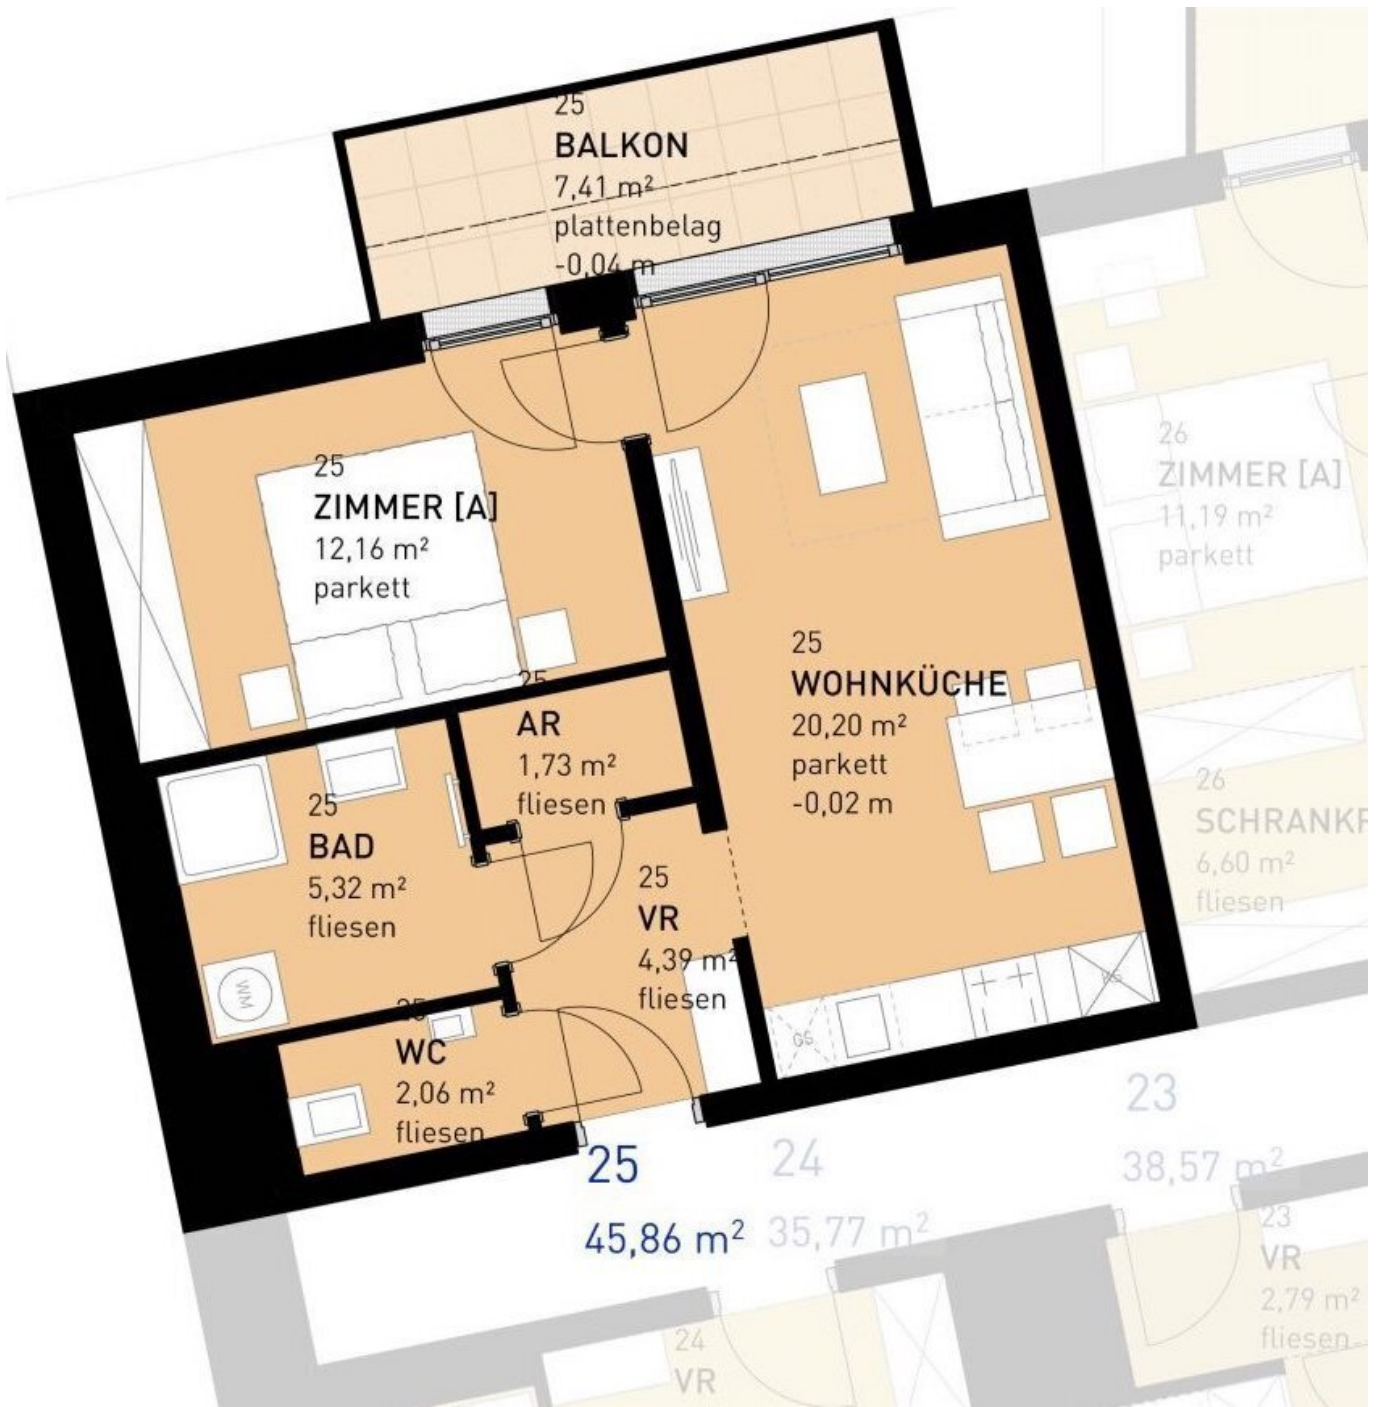 25
BALKON
7,41 m²
plattenbelag
-0,04 m
25
ZIMMER [A]
12,16 m²
parkett
26
ZIMMER [A]
11,19 m²
parkett
25
WOHNKÜCHE
20,20 m²
parkett
-0,02 m
25
AR
1,73 m²
fliesen
25
BAD
5,32 m²
fliesen
26
SCHRANKR
6,60 m²
fliesen
25
VR
4,39 m²
fliesen
WM
GS
25
WC
2,06 m²
fliesen
25
45,86 m²
24
35,77 m²
23
38,57 m²
23
VR
2,79 m²
fliesen
24
VR